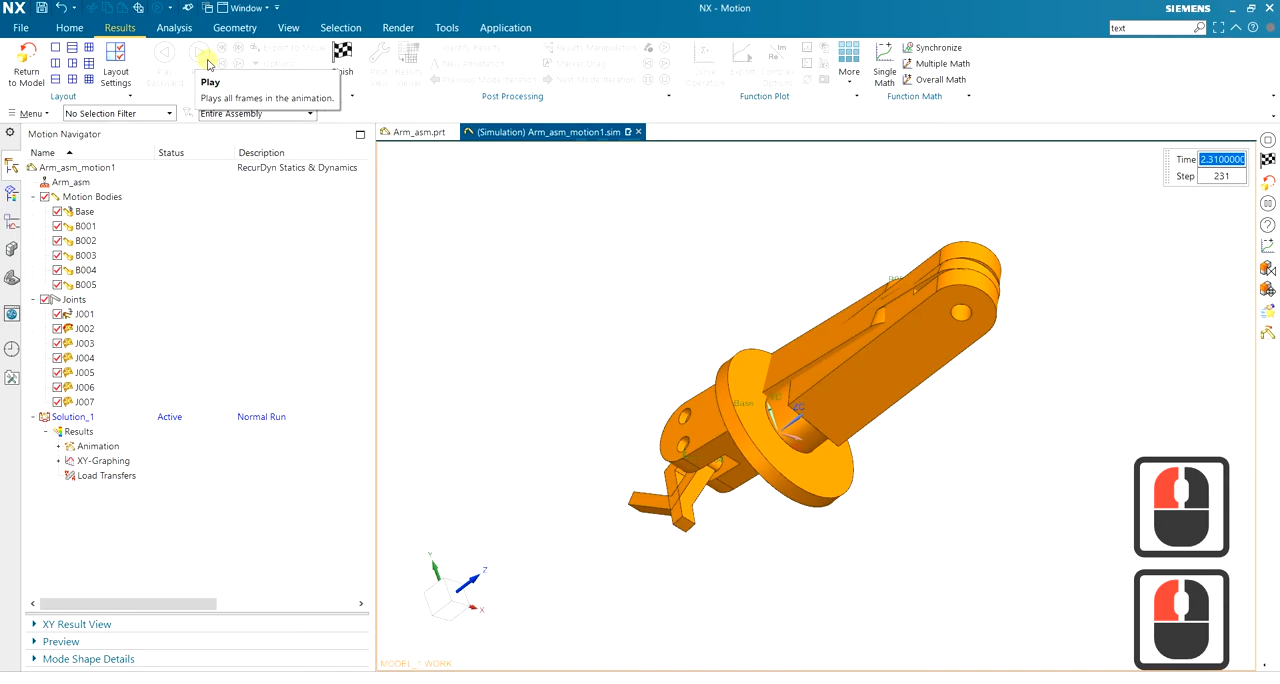 NX
Window
NX - Motion
SIEMENS
File
Home
Results
Analysis
Geometry
View
Selection
Render
Tools
Application
text
Return
to Model
Layout
Settings
Play
Plays all frames in the animation.
More
Single
Math
Synchronize
Multiple Math
Overall Math
Layout
Post Processing
Function Plot
Function Math
Menu
No Selection Filter
Entire Assembly
Motion Navigator
Arm_asm.prt
(Simulation) Arm_asm_motion1.sim
Name
Status
Description
Time 2.3100000
Step 231
Arm_asm_motion1
RecurDyn Statics & Dynamics
Arm_asm
Motion Bodies
Base
B001
B002
B003
B004
B005
Joints
J001
J002
J003
J004
J005
J006
J007
Solution_1
Active
Normal Run
Results
Animation
XY-Graphing
Load Transfers
Base
Y
Z
X
XY Result View
Preview
Mode Shape Details